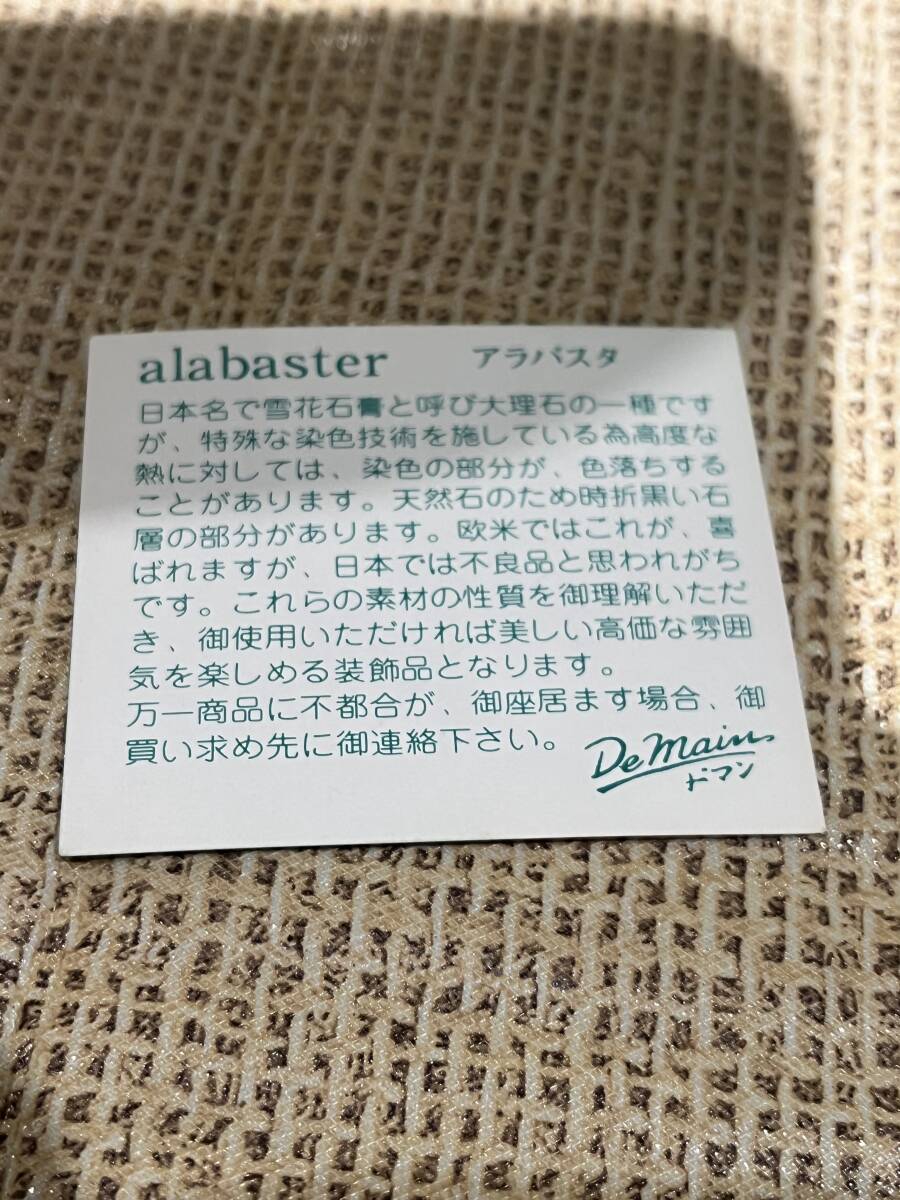 alabaster アラバスタ
日本名で雪花石膏と呼び大理石の一種です
が、特殊な染色技術を施している為高度な
熱に対しては、染色の部分が、色落ちする
ことがあります。天然石のため時折黒い石
層の部分があります。欧米ではこれが、喜
ばれますが、日本では不良品と思われがち
です。これらの素材の性質を御理解いただ
き、御使用いただければ美しい高価な雰囲
気を楽しめる装飾品となります。
万一商品に不都合が、御座居ます場合、御
買い求め先に御連絡下さい。
De Main
ドマン